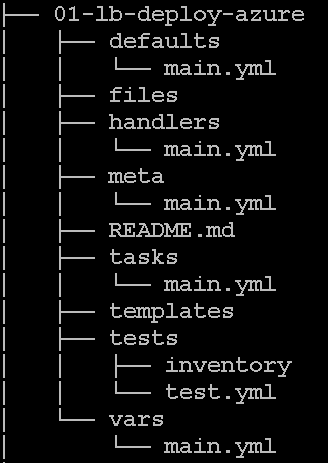 ├── 01-lb-deploy-azure
│   ├── defaults
│   │   └── main.yml
│   ├── files
│   ├── handlers
│   │   └── main.yml
│   ├── meta
│   │   └── main.yml
│   ├── README.md
│   ├── tasks
│   │   └── main.yml
│   ├── templates
│   ├── tests
│   │   ├── inventory
│   │   └── test.yml
│   └── vars
│       └── main.yml